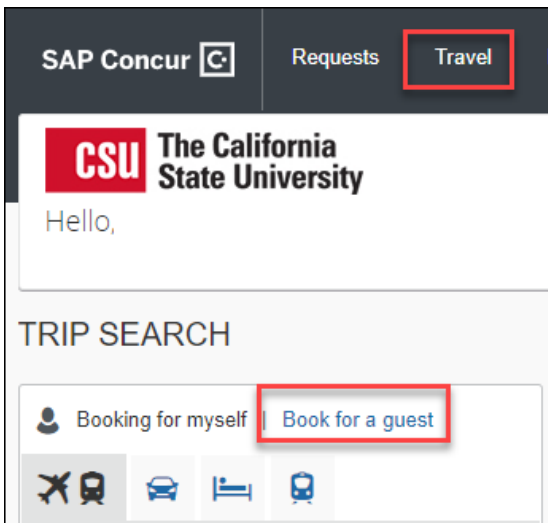 SAP Concur C Requests Travel
CSU The California
State University
Hello,
TRIP SEARCH
Booking for myself | Book for a guest